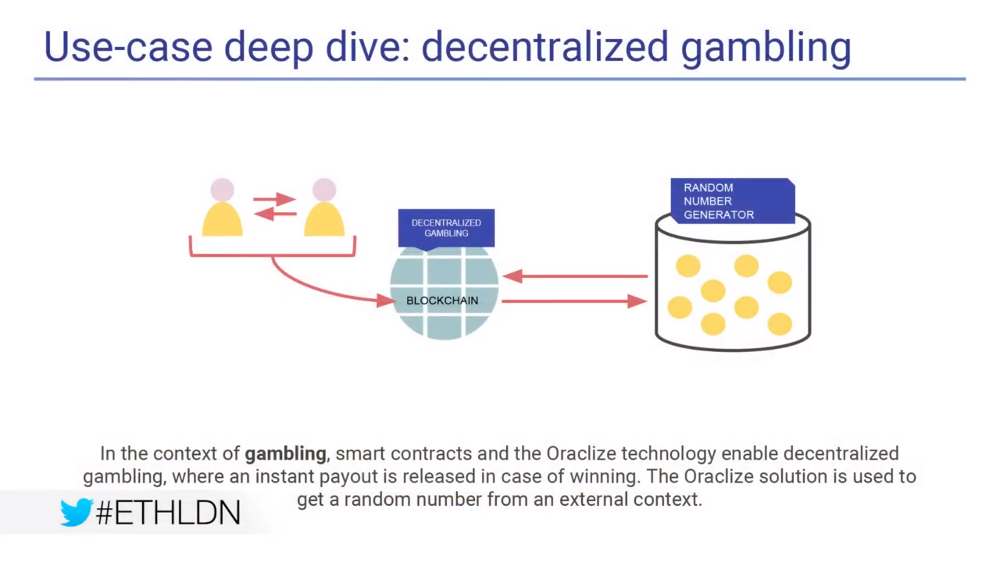 Use-case deep dive: decentralized gambling
RANDOM
NUMBER
GENERATOR
DECENTRALIZED
GAMBLING
BLOCKCHAIN
In the context of gambling, smart contracts and the Oraclize technology enable decentralized
gambling, where an instant payout is released in case of winning. The Oraclize solution is used to
get a random number from an external context.
#ETHLDN